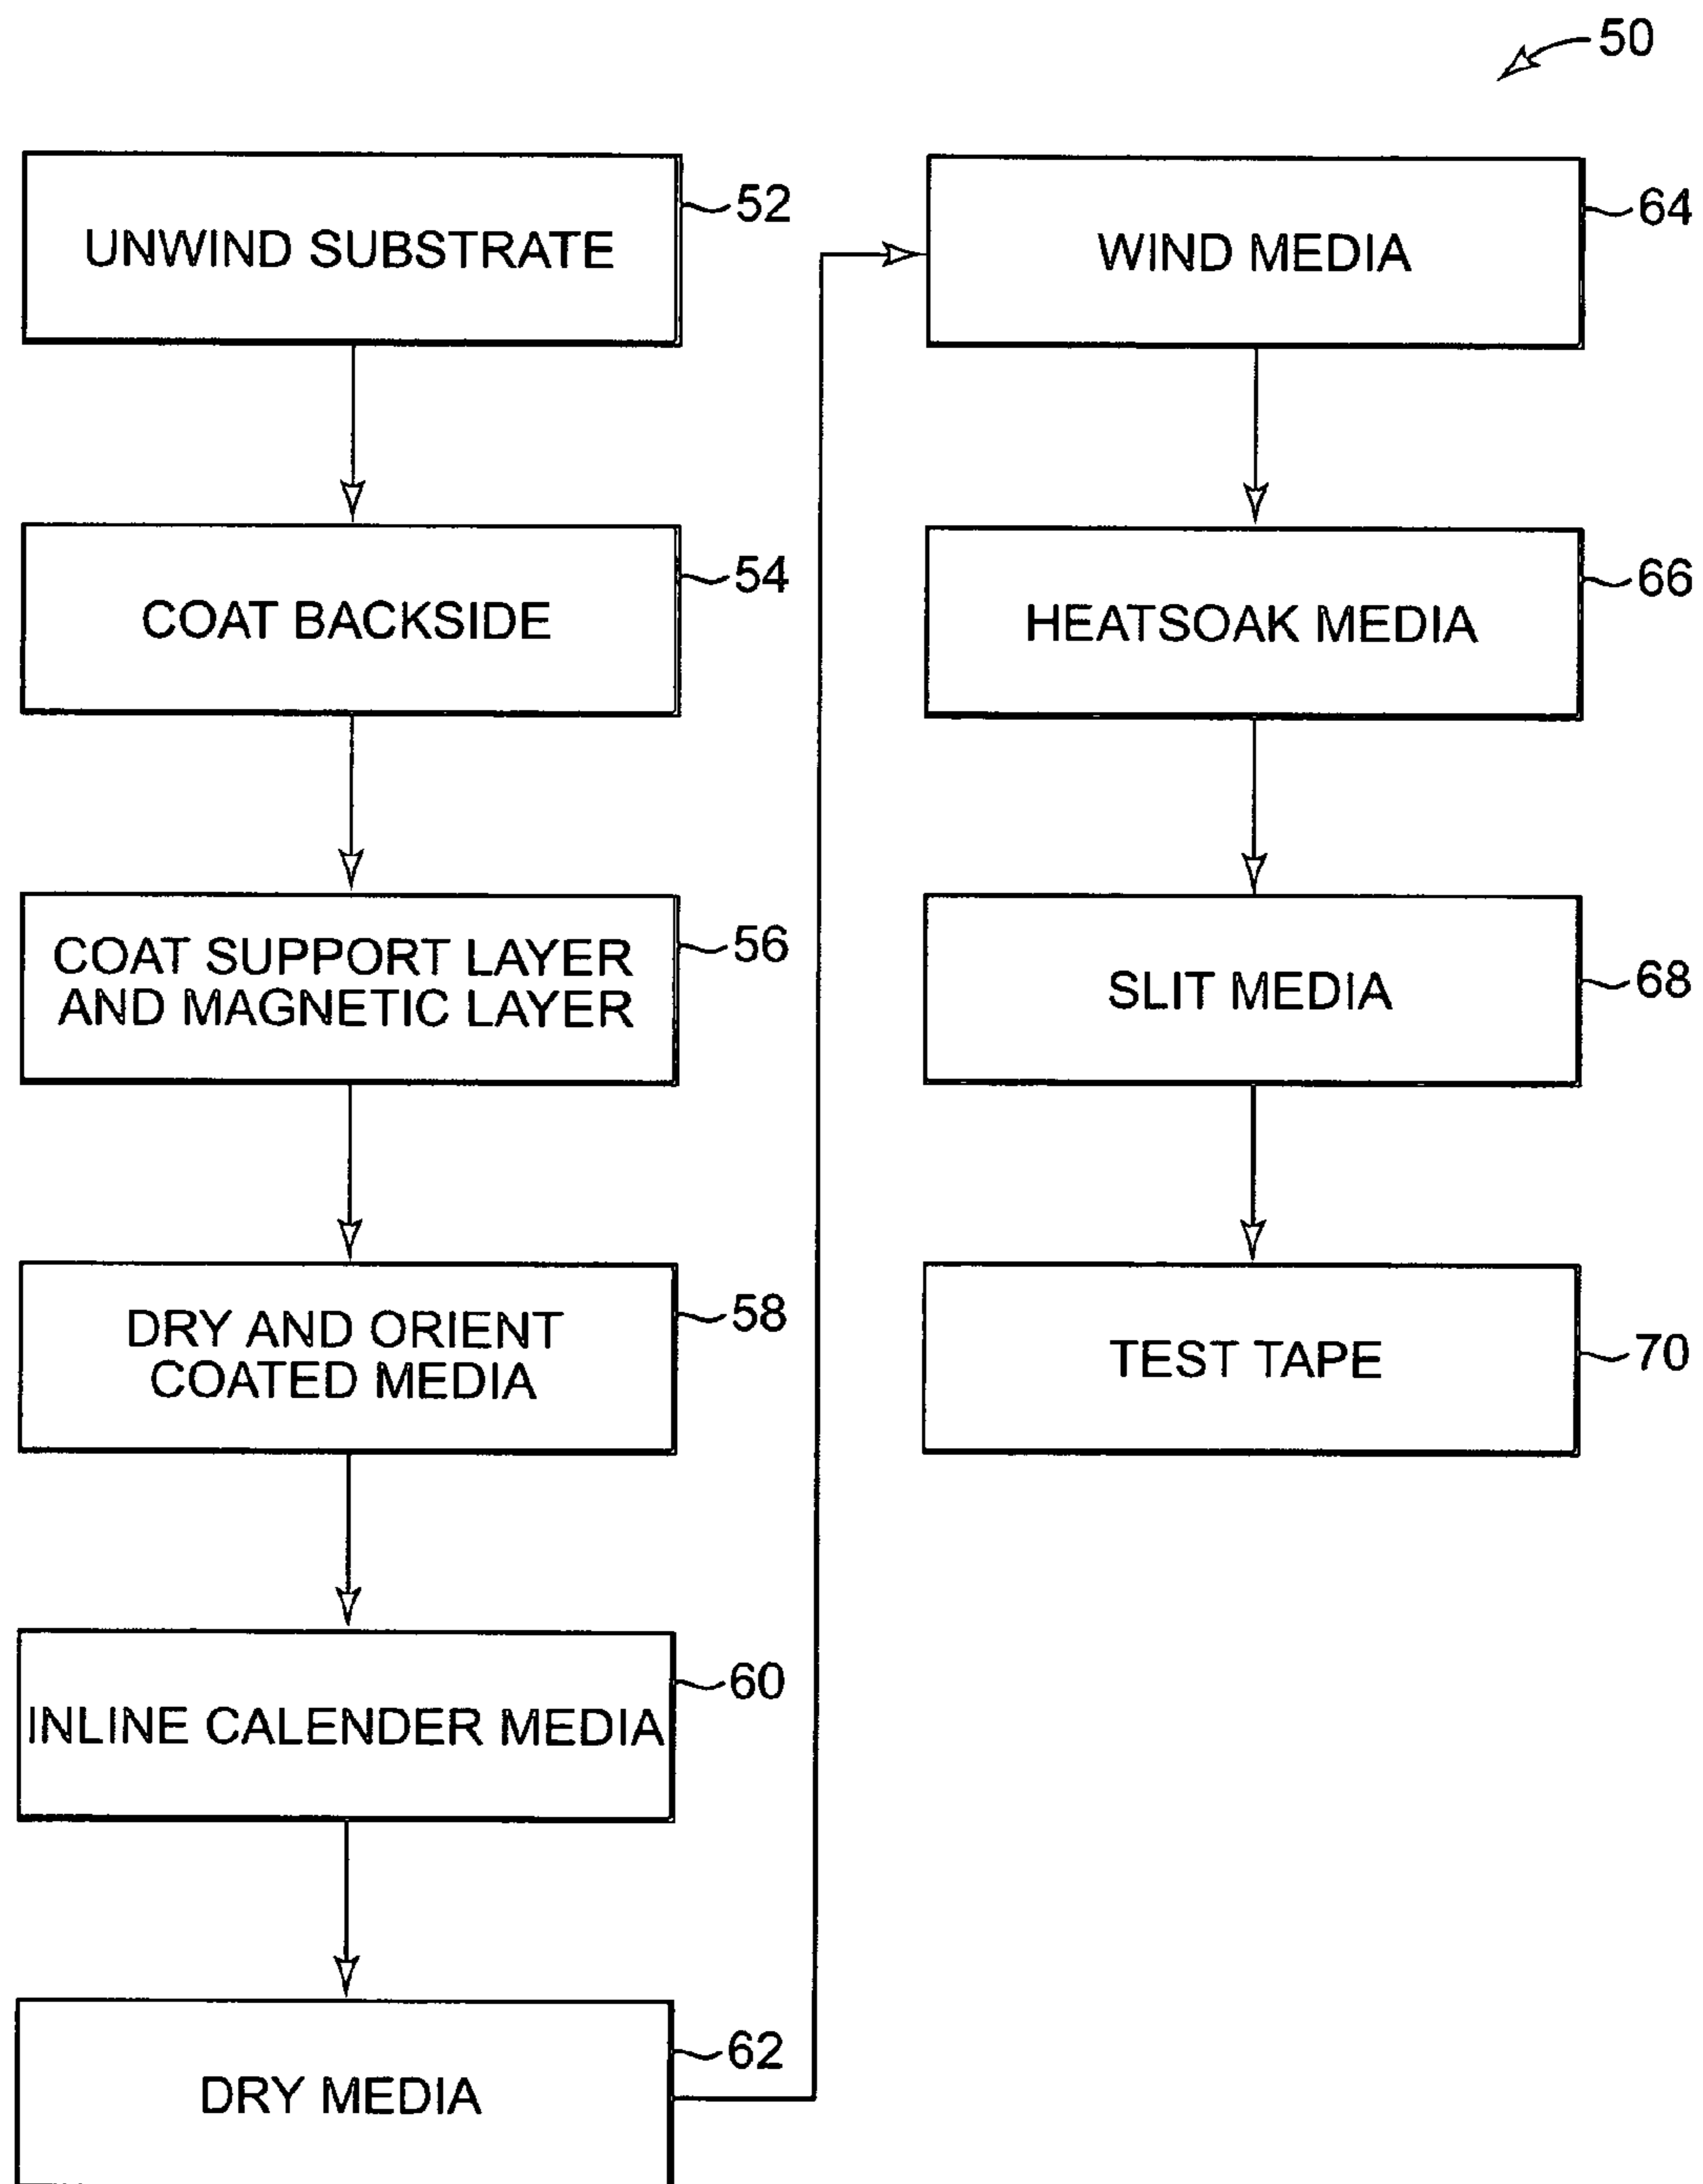 50
UNWIND SUBSTRATE
52
COAT BACKSIDE
54
COAT SUPPORT LAYER
AND MAGNETIC LAYER
56
DRY AND ORIENT
COATED MEDIA
58
INLINE CALENDER MEDIA
60
DRY MEDIA
62
WIND MEDIA
64
HEATSOAK MEDIA
66
SLIT MEDIA
68
TEST TAPE
70